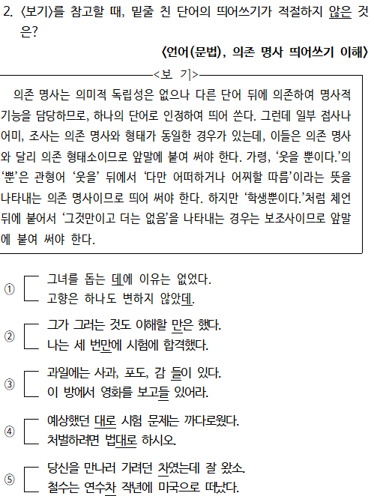 2. <보기>를 참고할 때, 밑줄 친 단어의 띄어쓰기가 적절하지 않은 것
은?
<언어(문법), 의존 명사 띄어쓰기 이해>
<보 기>
의존 명사는 의미적 독립성은 없으나 다른 단어 뒤에 의존하여 명사적
기능을 담당하므로, 하나의 단어로 인정하여 띄어 쓴다. 그런데 일부 접사나
어미, 조사는 의존 명사와 형태가 동일한 경우가 있는데, 이들은 의존 명사
와 달리 의존 형태소이므로 앞말에 붙여 써야 한다. 가령, ‘웃을 뿐이다.’의
‘뿐’은 관형어 ‘웃을’ 뒤에서 ‘다만 어떠하거나 어찌할 따름’이라는 뜻을
나타내는 의존 명사이므로 띄어 써야 한다. 하지만 ‘학생뿐이다.’처럼 체언
뒤에 붙어서 ‘그것만이고 더는 없음’을 나타내는 경우는 보조사이므로 앞말
에 붙여 써야 한다.
① 그녀를 돕는 데에 이유는 없었다.
고향은 하나도 변하지 않았데.
② 그가 그러는 것도 이해할 만은 했다.
나는 세 번만에 시험에 합격했다.
③ 과일에는 사과, 포도, 감 들이 있다.
이 방에서 영화를 보고들 있어라.
④ 예상했던 대로 시험 문제는 까다로웠다.
처벌하려면 법대로 하시오.
⑤ 당신을 만나러 가려던 차였는데 잘 왔소.
철수는 연수차 작년에 미국으로 떠났다.